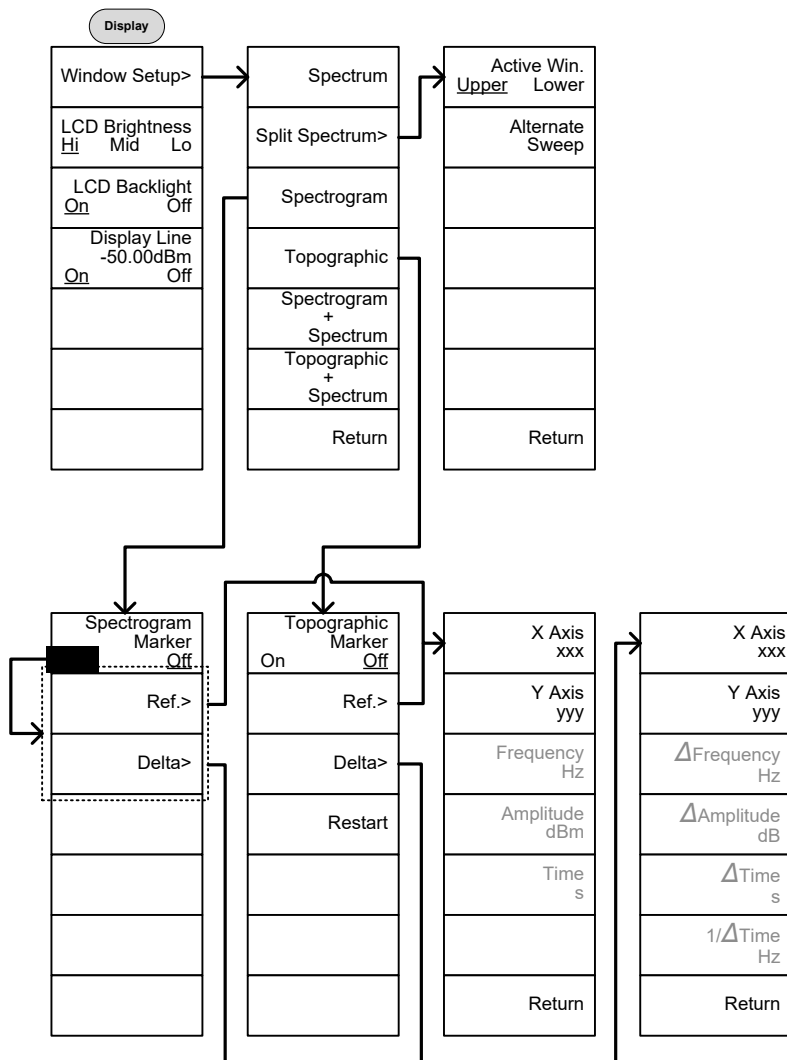 Display
Window Setup>
LCD Brightness
Hi Mid Lo
LCD Backlight
On Off
Display Line
-50.00dBm
On Off
Spectrum
Split Spectrum>
Spectrogram
Topographic
Spectrogram
+
Spectrum
Topographic
+
Spectrum
Return
Active Win.
Upper Lower
Alternate
Sweep
Return
Spectrogram
Marker
Off
Ref.>
Delta>
Topographic
Marker
On Off
Ref.>
Delta>
Restart
X Axis
xxx
Y Axis
yyy
Frequency
Hz
Amplitude
dBm
Time
s
Return
X Axis
xxx
Y Axis
yyy
ΔFrequency
Hz
ΔAmplitude
dB
ΔTime
s
1/ΔTime
Hz
Return